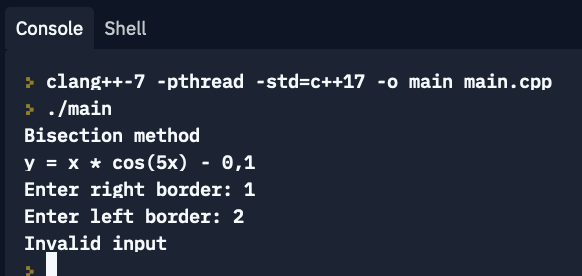 Console Shell
> clang++-7 -pthread -std=c++17 -o main main.cpp
> ./main
Bisection method
y = x * cos(5x) - 0,1
Enter right border: 1
Enter left border: 2
Invalid input
>